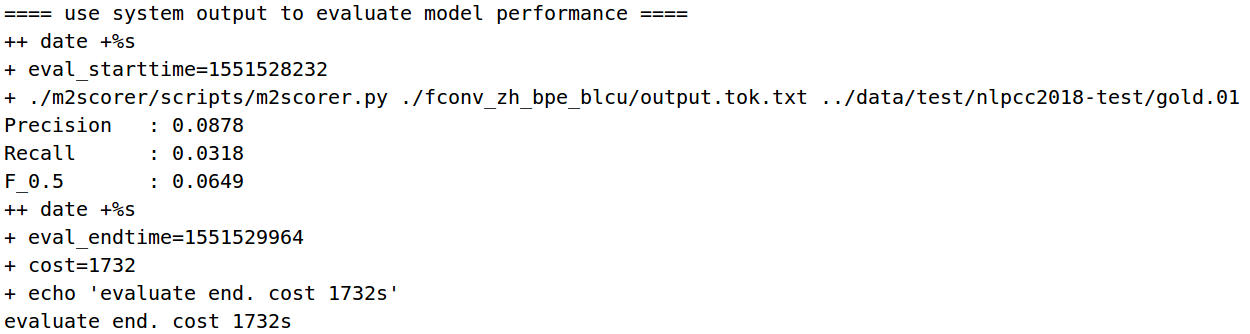 ==== use system output to evaluate model performance ====
++ date +%s
+ eval_starttime=1551528232
+ ./m2scorer/scripts/m2scorer.py ./fconv_zh_bpe_blcu/output.tok.txt ../data/test/nlpcc2018-test/gold.01
Precision   : 0.0878
Recall      : 0.0318
F_0.5       : 0.0649
++ date +%s
+ eval_endtime=1551529964
+ cost=1732
+ echo 'evaluate end. cost 1732s'
evaluate end. cost 1732s